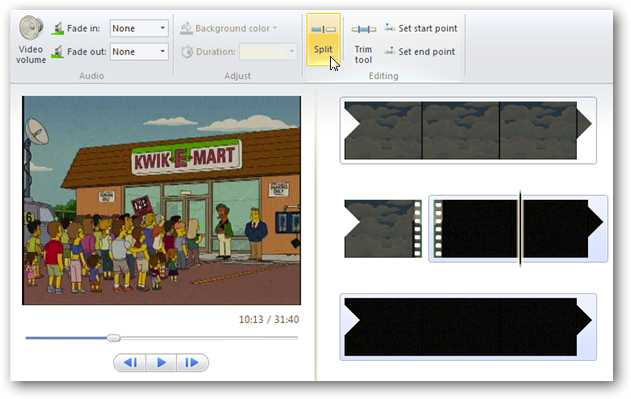 Video volume
Fade in: None
Fade out: None
Audio
Background color
Duration:
Adjust
Split
Trim tool
Set start point
Set end point
Editing
KWIK-E-MART
10:13 / 31:40